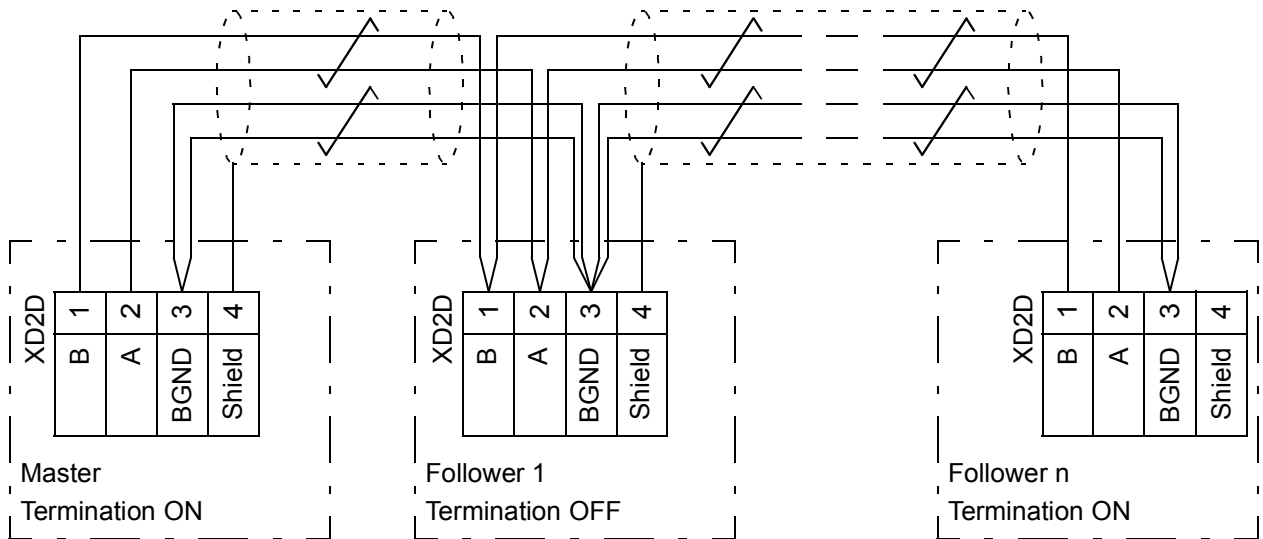 XD2D
1 2 3 4
B A BGND Shield
Master
Termination ON
XD2D
1 2 3 4
B A BGND Shield
Follower 1
Termination OFF
XD2D
1 2 3 4
B A BGND Shield
Follower n
Termination ON